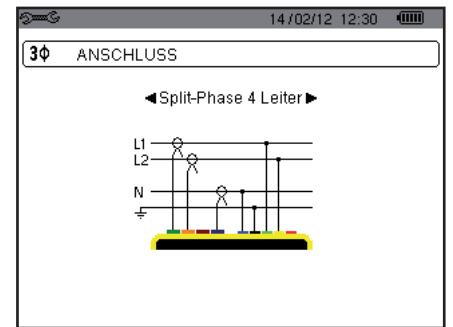 14/02/12 12:30
3ϕ ANSCHLUSS
◄Split-Phase 4 Leiter►
L1
L2
N